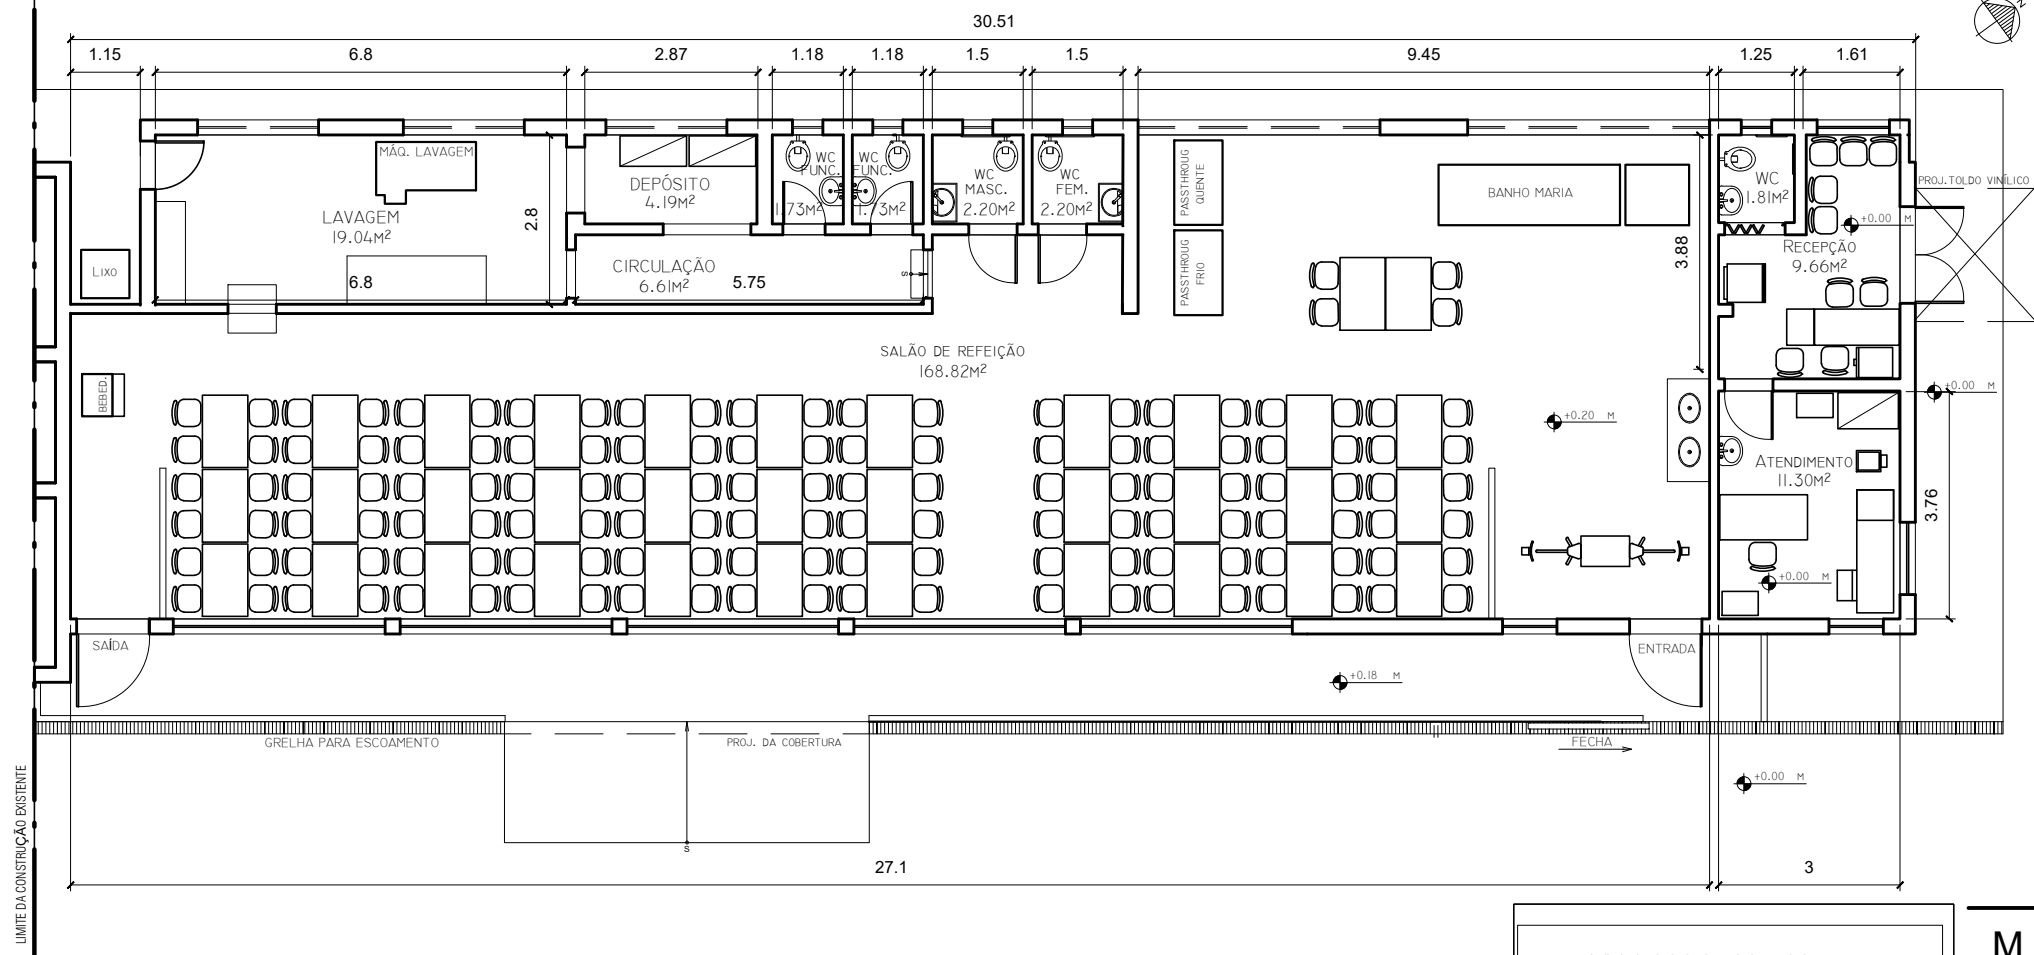 30.51
1.15
6.8
2.87
1.18
1.18
1.5
1.5
9.45
1.25
1.61
N
MÁQ. LAVAGEM
LAVAGEM
19.04M²
2.8
6.8
LIXO
DEPÓSITO
4.19M²
WC
FUNC.
1.73M²
WC
FUNC.
1.73M²
WC
MASC.
2.20M²
WC
FEM.
2.20M²
CIRCULAÇÃO
6.61M²
5.75
S
PASSTHROUG
QUENTE
PASSTHROUG
FRIO
BANHO MARIA
3.88
WC
1.81M²
+0.00 M
RECEPÇÃO
9.66M²
PROJ.TOLDO VINÍLICO
SALÃO DE REFEIÇÃO
168.82M²
BEBED.
+0.20 M
+0.00 M
ATENDIMENTO
11.30M²
3.76
+0.00 M
SAÍDA
ENTRADA
+0.18 M
GRELHA PARA ESCOAMENTO
PROJ. DA COBERTURA
FECHA
+0.00 M
S
LIMITE DA CONSTRUÇÃO EXISTENTE
27.1
3
M